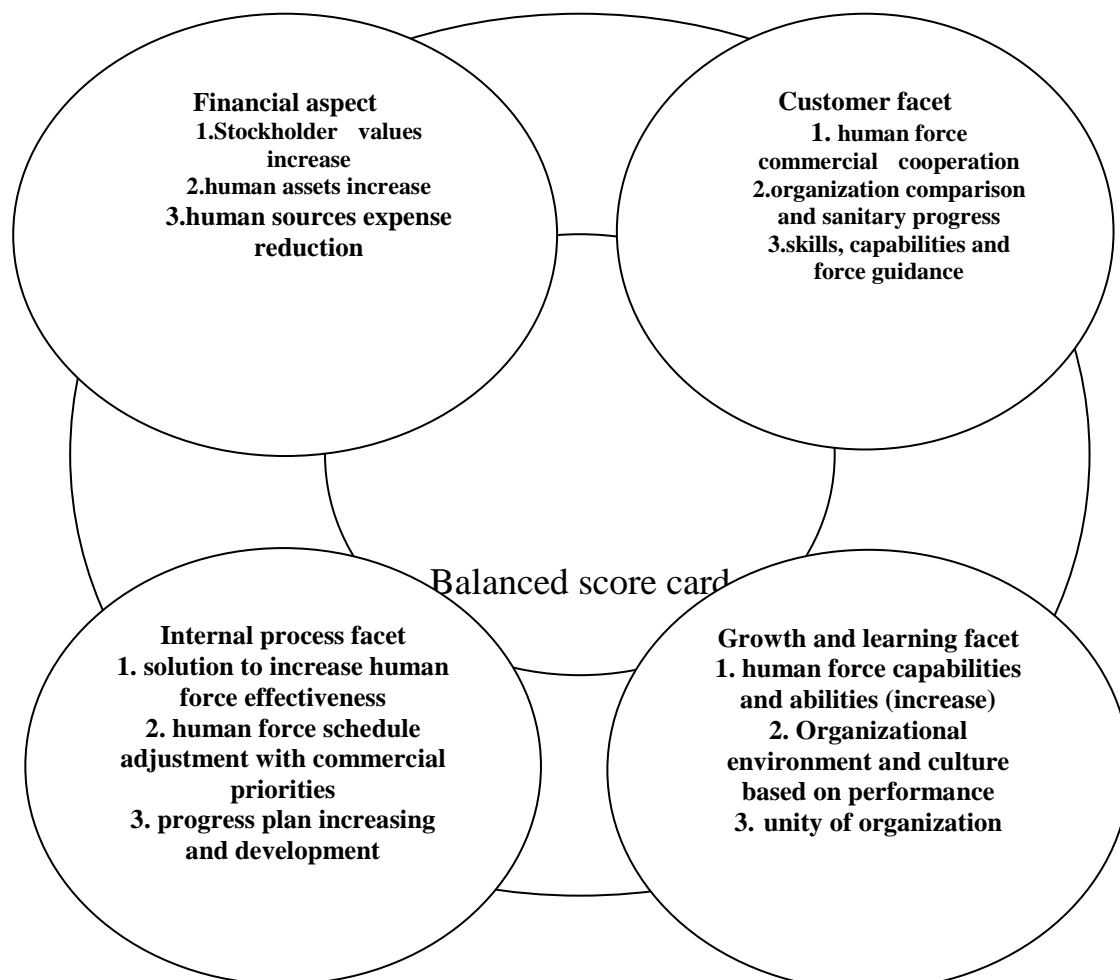 Financial aspect
1.Stockholder values
increase
2.human assets increase
3.human sources expense
reduction
Customer facet
1. human force
commercial cooperation
2.organization comparison
and sanitary progress
3.skills, capabilities and
force guidance
Balanced score card
Internal process facet
1. solution to increase human
force effectiveness
2. human force schedule
adjustment with commercial
priorities
3. progress plan increasing
and development
Growth and learning facet
1. human force capabilities
and abilities (increase)
2. Organizational
environment and culture
based on performance
3. unity of organization